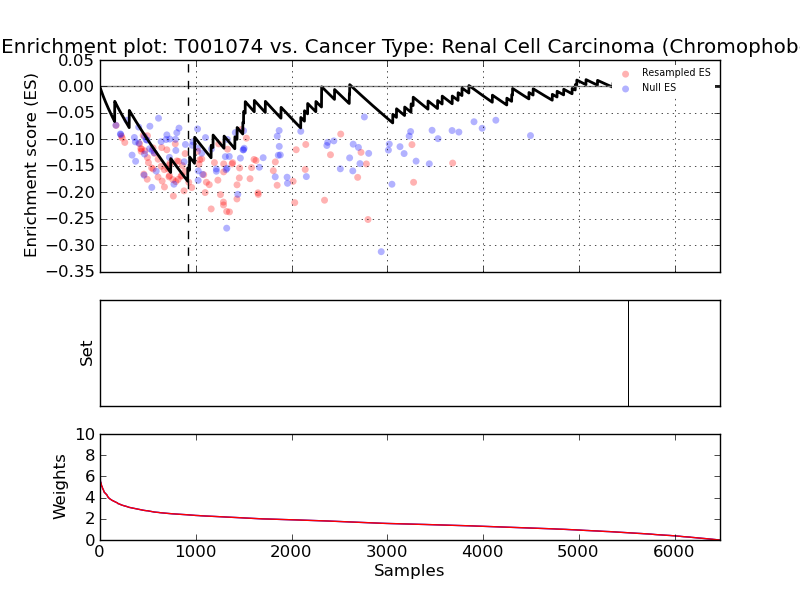 Enrichment plot: T001074 vs. Cancer Type: Renal Cell Carcinoma (Chromophob
0.05
0.00
−0.05
−0.10
−0.15
−0.20
−0.25
−0.30
−0.35
Enrichment score (ES)
Resampled ES
Null ES
Set
10
8
6
4
2
0
Weights
0 1000 2000 3000 4000 5000 6000
Samples